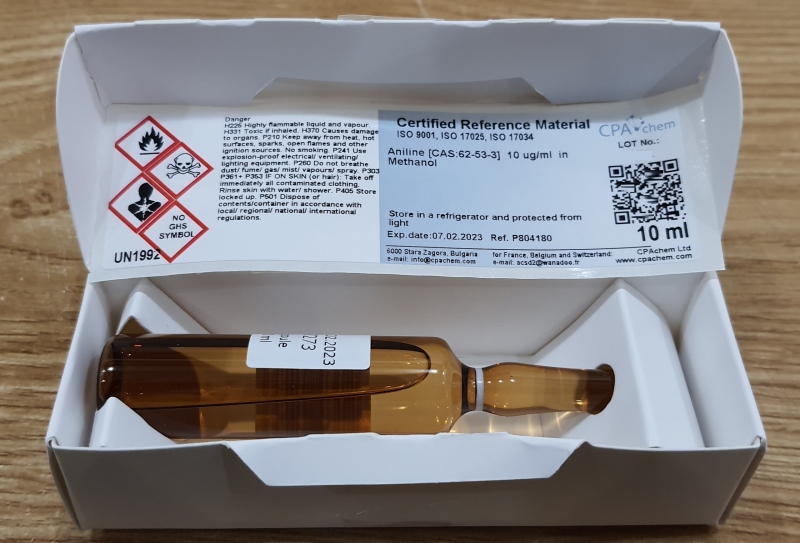 Danger
H225 Highly flammable liquid and vapour.
H331 Toxic if inhaled. H370 Causes damage
to organs. P210 Keep away from heat, hot
surfaces, sparks, open flames and other
ignition sources. No smoking. P241 Use
explosion-proof electrical/ ventilating/
lighting equipment. P260 Do not breathe
dust/ fume/ gas/ mist/ vapours/ spray. P303
P361+ P353 IF ON SKIN (or hair): Take off
immediately all contaminated clothing.
Rinse skin with water/ shower. P405 Store
locked up. P501 Dispose of
contents/container in accordance with
local/ regional/ national/ international
regulations.
NO
GHS
SYMBOL
UN1992
Certified Reference Material
ISO 9001, ISO 17025, ISO 17034
Aniline [CAS:62-53-3] 10 ug/ml in
Methanol
Store in a refrigerator and protected from
light
Exp.date:07.02.2023 Ref. P804180
6000 Stara Zagora, Bulgaria
e-mail: info@cpachem.com
for France, Belgium and Switzerland:
e-mail: acsd2@wanadoo.fr
CPAchem
LOT No.:
10 ml
CPAchem Ltd
www.cpachem.com
02.2023
273
ule
ml